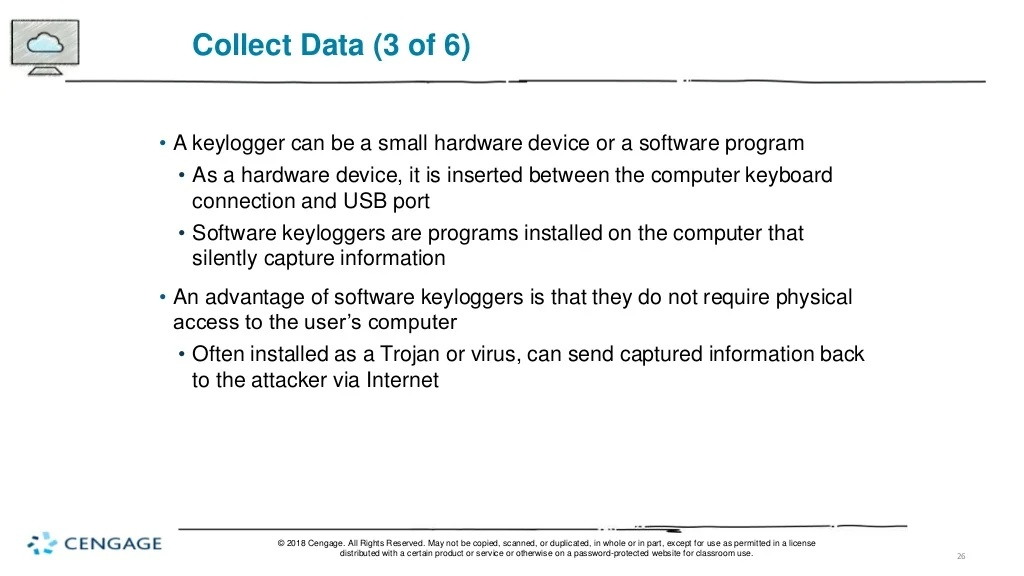 Collect Data (3 of 6)
• A keylogger can be a small hardware device or a software program
• As a hardware device, it is inserted between the computer keyboard
connection and USB port
• Software keyloggers are programs installed on the computer that
silently capture information
• An advantage of software keyloggers is that they do not require physical
access to the user’s computer
• Often installed as a Trojan or virus, can send captured information back
to the attacker via Internet
CENGAGE
© 2018 Cengage. All Rights Reserved. May not be copied, scanned, or duplicated, in whole or in part, except for use as permitted in a license
distributed with a certain product or service or otherwise on a password-protected website for classroom use.
26